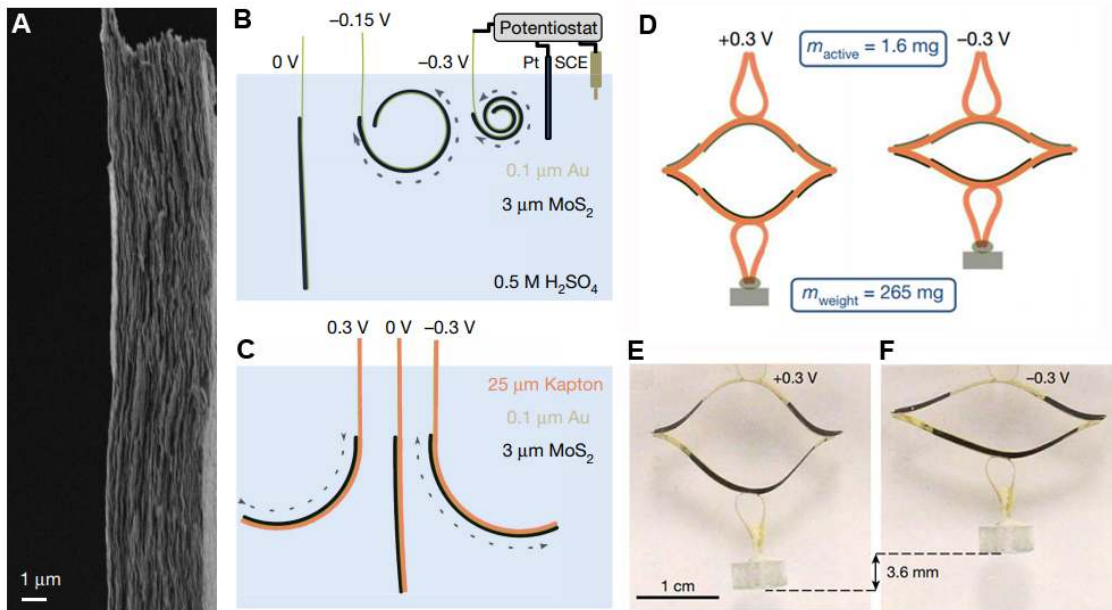 A
1 μm
B
0 V
−0.15 V
−0.3 V
Potentiostat
Pt
SCE
0.1 μm Au
3 μm MoS₂
0.5 M H₂SO₄
C
0.3 V
0 V
−0.3 V
25 μm Kapton
0.1 μm Au
3 μm MoS₂
D
+0.3 V
m_active = 1.6 mg
−0.3 V
m_weight = 265 mg
E
+0.3 V
1 cm
F
−0.3 V
3.6 mm